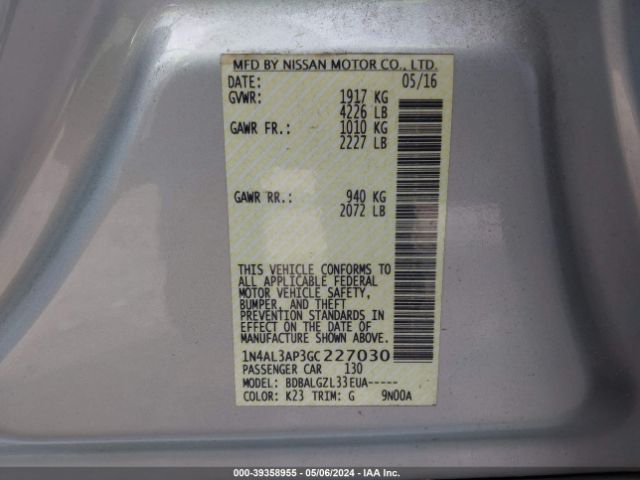 MFD BY NISSAN MOTOR CO., LTD.
DATE: 05/16
GVWR: 1917 KG
4226 LB
GAWR FR.: 1010 KG
2227 LB
GAWR RR.: 940 KG
2072 LB
THIS VEHICLE CONFORMS TO
ALL APPLICABLE FEDERAL
MOTOR VEHICLE SAFETY,
BUMPER, AND THEFT
PREVENTION STANDARDS IN
EFFECT ON THE DATE OF
MANUFACTURE SHOWN ABOVE.
1N4AL3AP3GC227030
PASSENGER CAR 130
MODEL: BDBALGZL33EUA-----
COLOR: K23 TRIM: G 9N00A
000-39358955 - 05/06/2024 - IAA Inc.